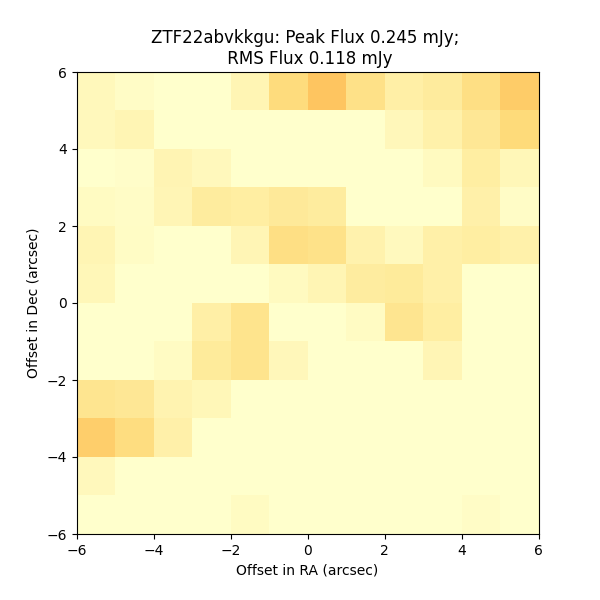 ZTF22abvkkgu: Peak Flux 0.245 mJy;
RMS Flux 0.118 mJy
6
4
2
0
−2
−4
−6
Offset in Dec (arcsec)
−6 −4 −2 0 2 4 6
Offset in RA (arcsec)